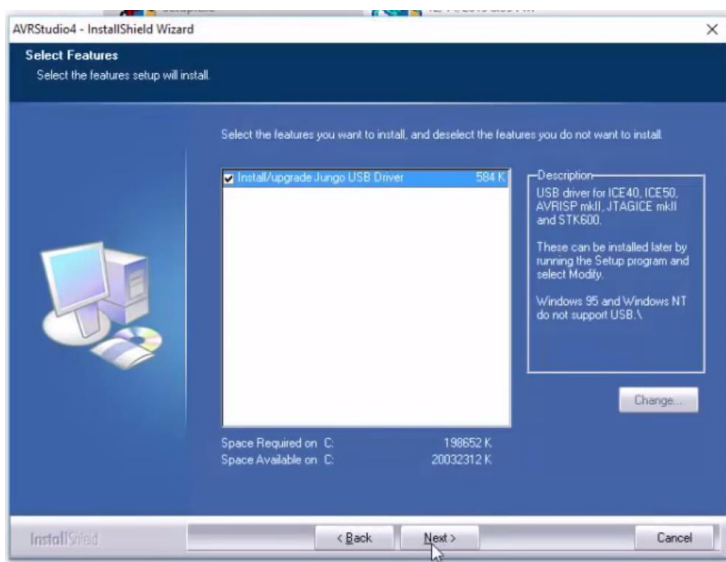 AVRStudio4 - InstallShield Wizard
Select Features
Select the features setup will install.
Select the features you want to install, and deselect the features you do not want to install.
Install/upgrade Jungo USB Driver 584 K
Description
USB driver for ICE40, ICE50,
AVRISP mkII, JTAGICE mkII
and STK600.
These can be installed later by
running the Setup program and
select Modify.
Windows 95 and Windows NT
do not support USB.\
Change...
Space Required on C: 198652 K
Space Available on C: 20032312 K
InstallShield
< Back
Next >
Cancel